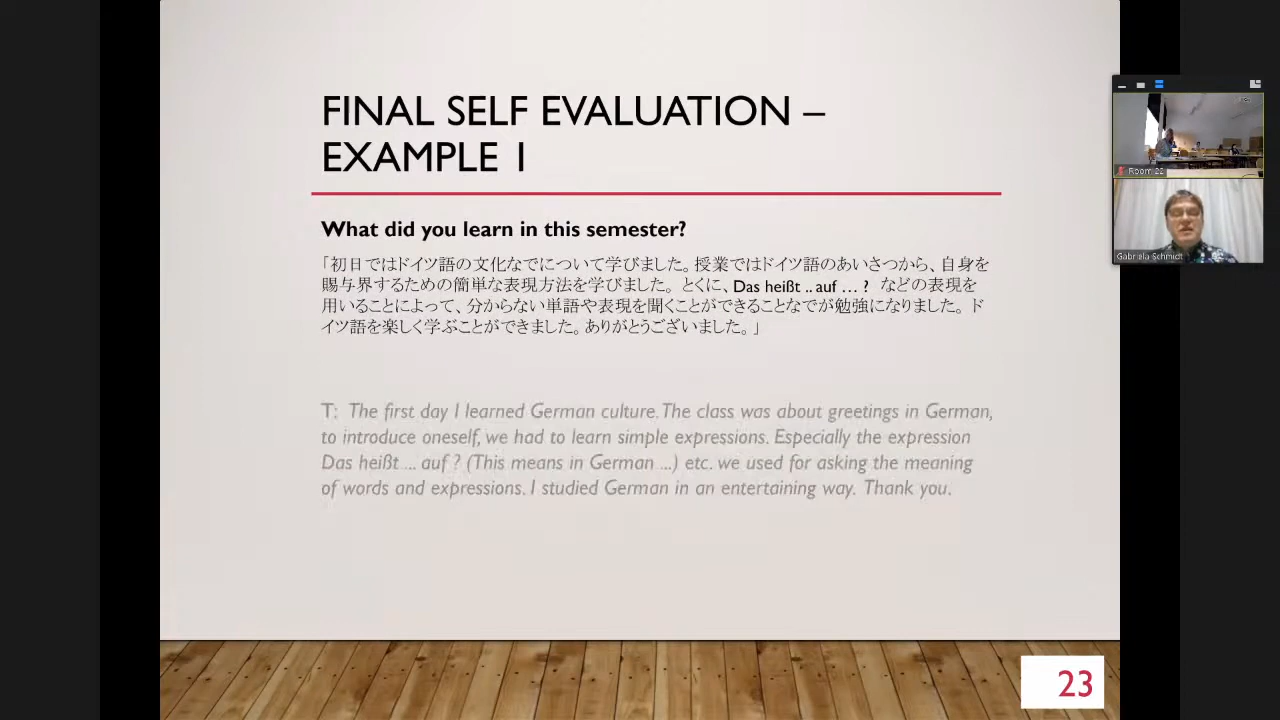 FINAL SELF EVALUATION –
EXAMPLE 1
What did you learn in this semester?
「初日ではドイツ語の文化なでについて学びました。授業ではドイツ語のあいさつから、自身を
賜与界するための簡単な表現方法を学びました。とくに、Das heißt .. auf … ? などの表現を
用いることによって、分からない単語や表現を聞くことができることなでが勉強になりました。ド
イツ語を楽しく学ぶことができました。ありがとうございました。」
T: The first day I learned German culture. The class was about greetings in German,
to introduce oneself, we had to learn simple expressions. Especially the expression
Das heißt ... auf ? (This means in German ...) etc. we used for asking the meaning
of words and expressions. I studied German in an entertaining way. Thank you.
23
Room 22
Gabriela Schmidt